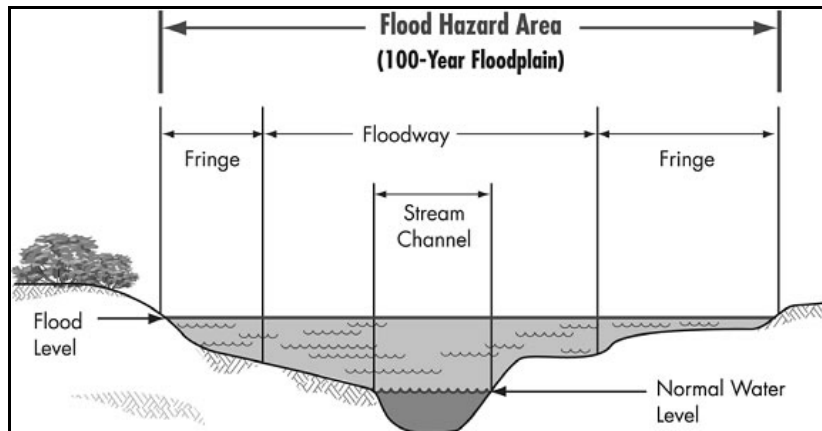 Flood Hazard Area
(100-Year Floodplain)
Floodway
Fringe
Fringe
Stream
Channel
Flood
Level
Normal Water
Level